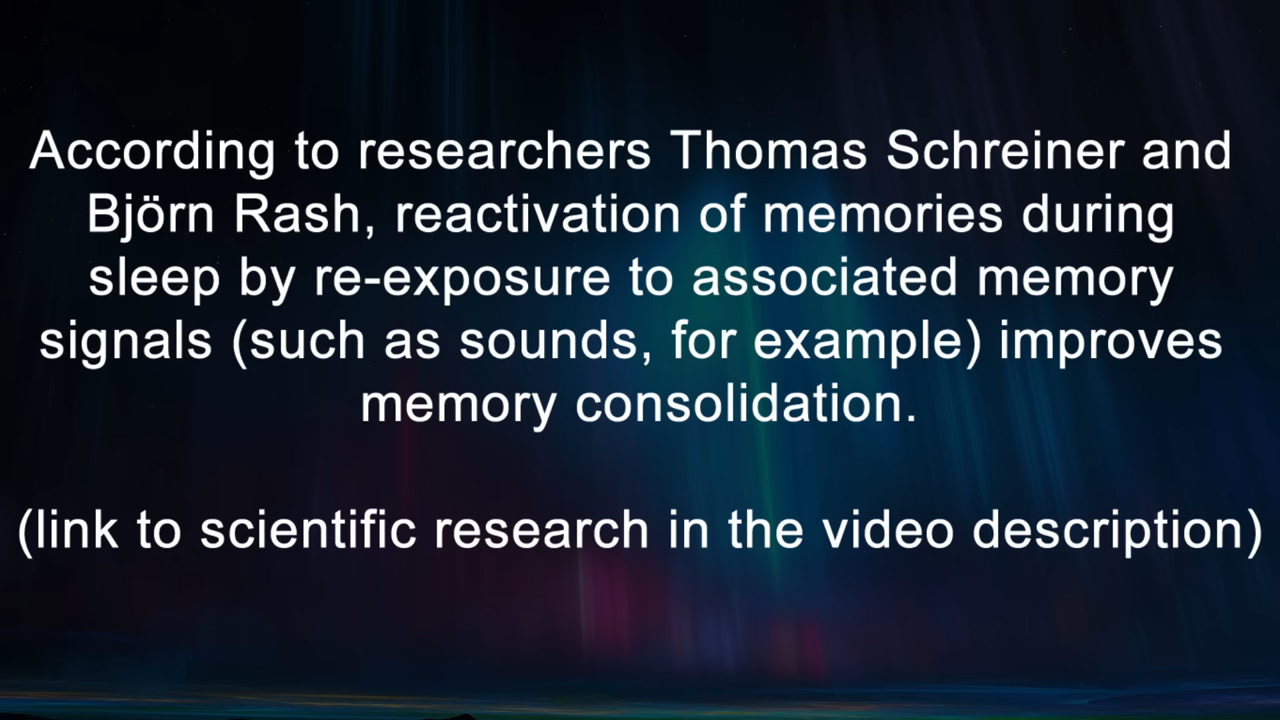 According to researchers Thomas Schreiner and
Björn Rash, reactivation of memories during
sleep by re-exposure to associated memory
signals (such as sounds, for example) improves
memory consolidation.
(link to scientific research in the video description)